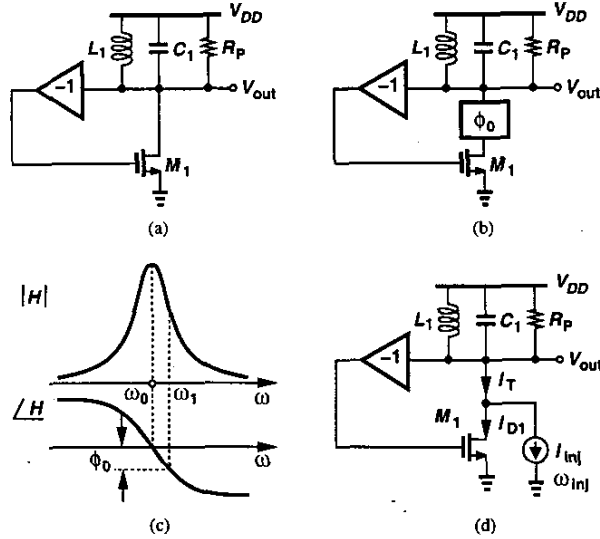 V_DD
L_1
C_1
R_P
-1
V_out
M_1
(a)
V_DD
L_1
C_1
R_P
-1
V_out
ϕ_0
M_1
(b)
|H|
ω_0
ω_1
ω
∠H
ω
ϕ_0
(c)
V_DD
L_1
C_1
R_P
-1
V_out
I_T
M_1
I_D1
I_inj
ω_inj
(d)